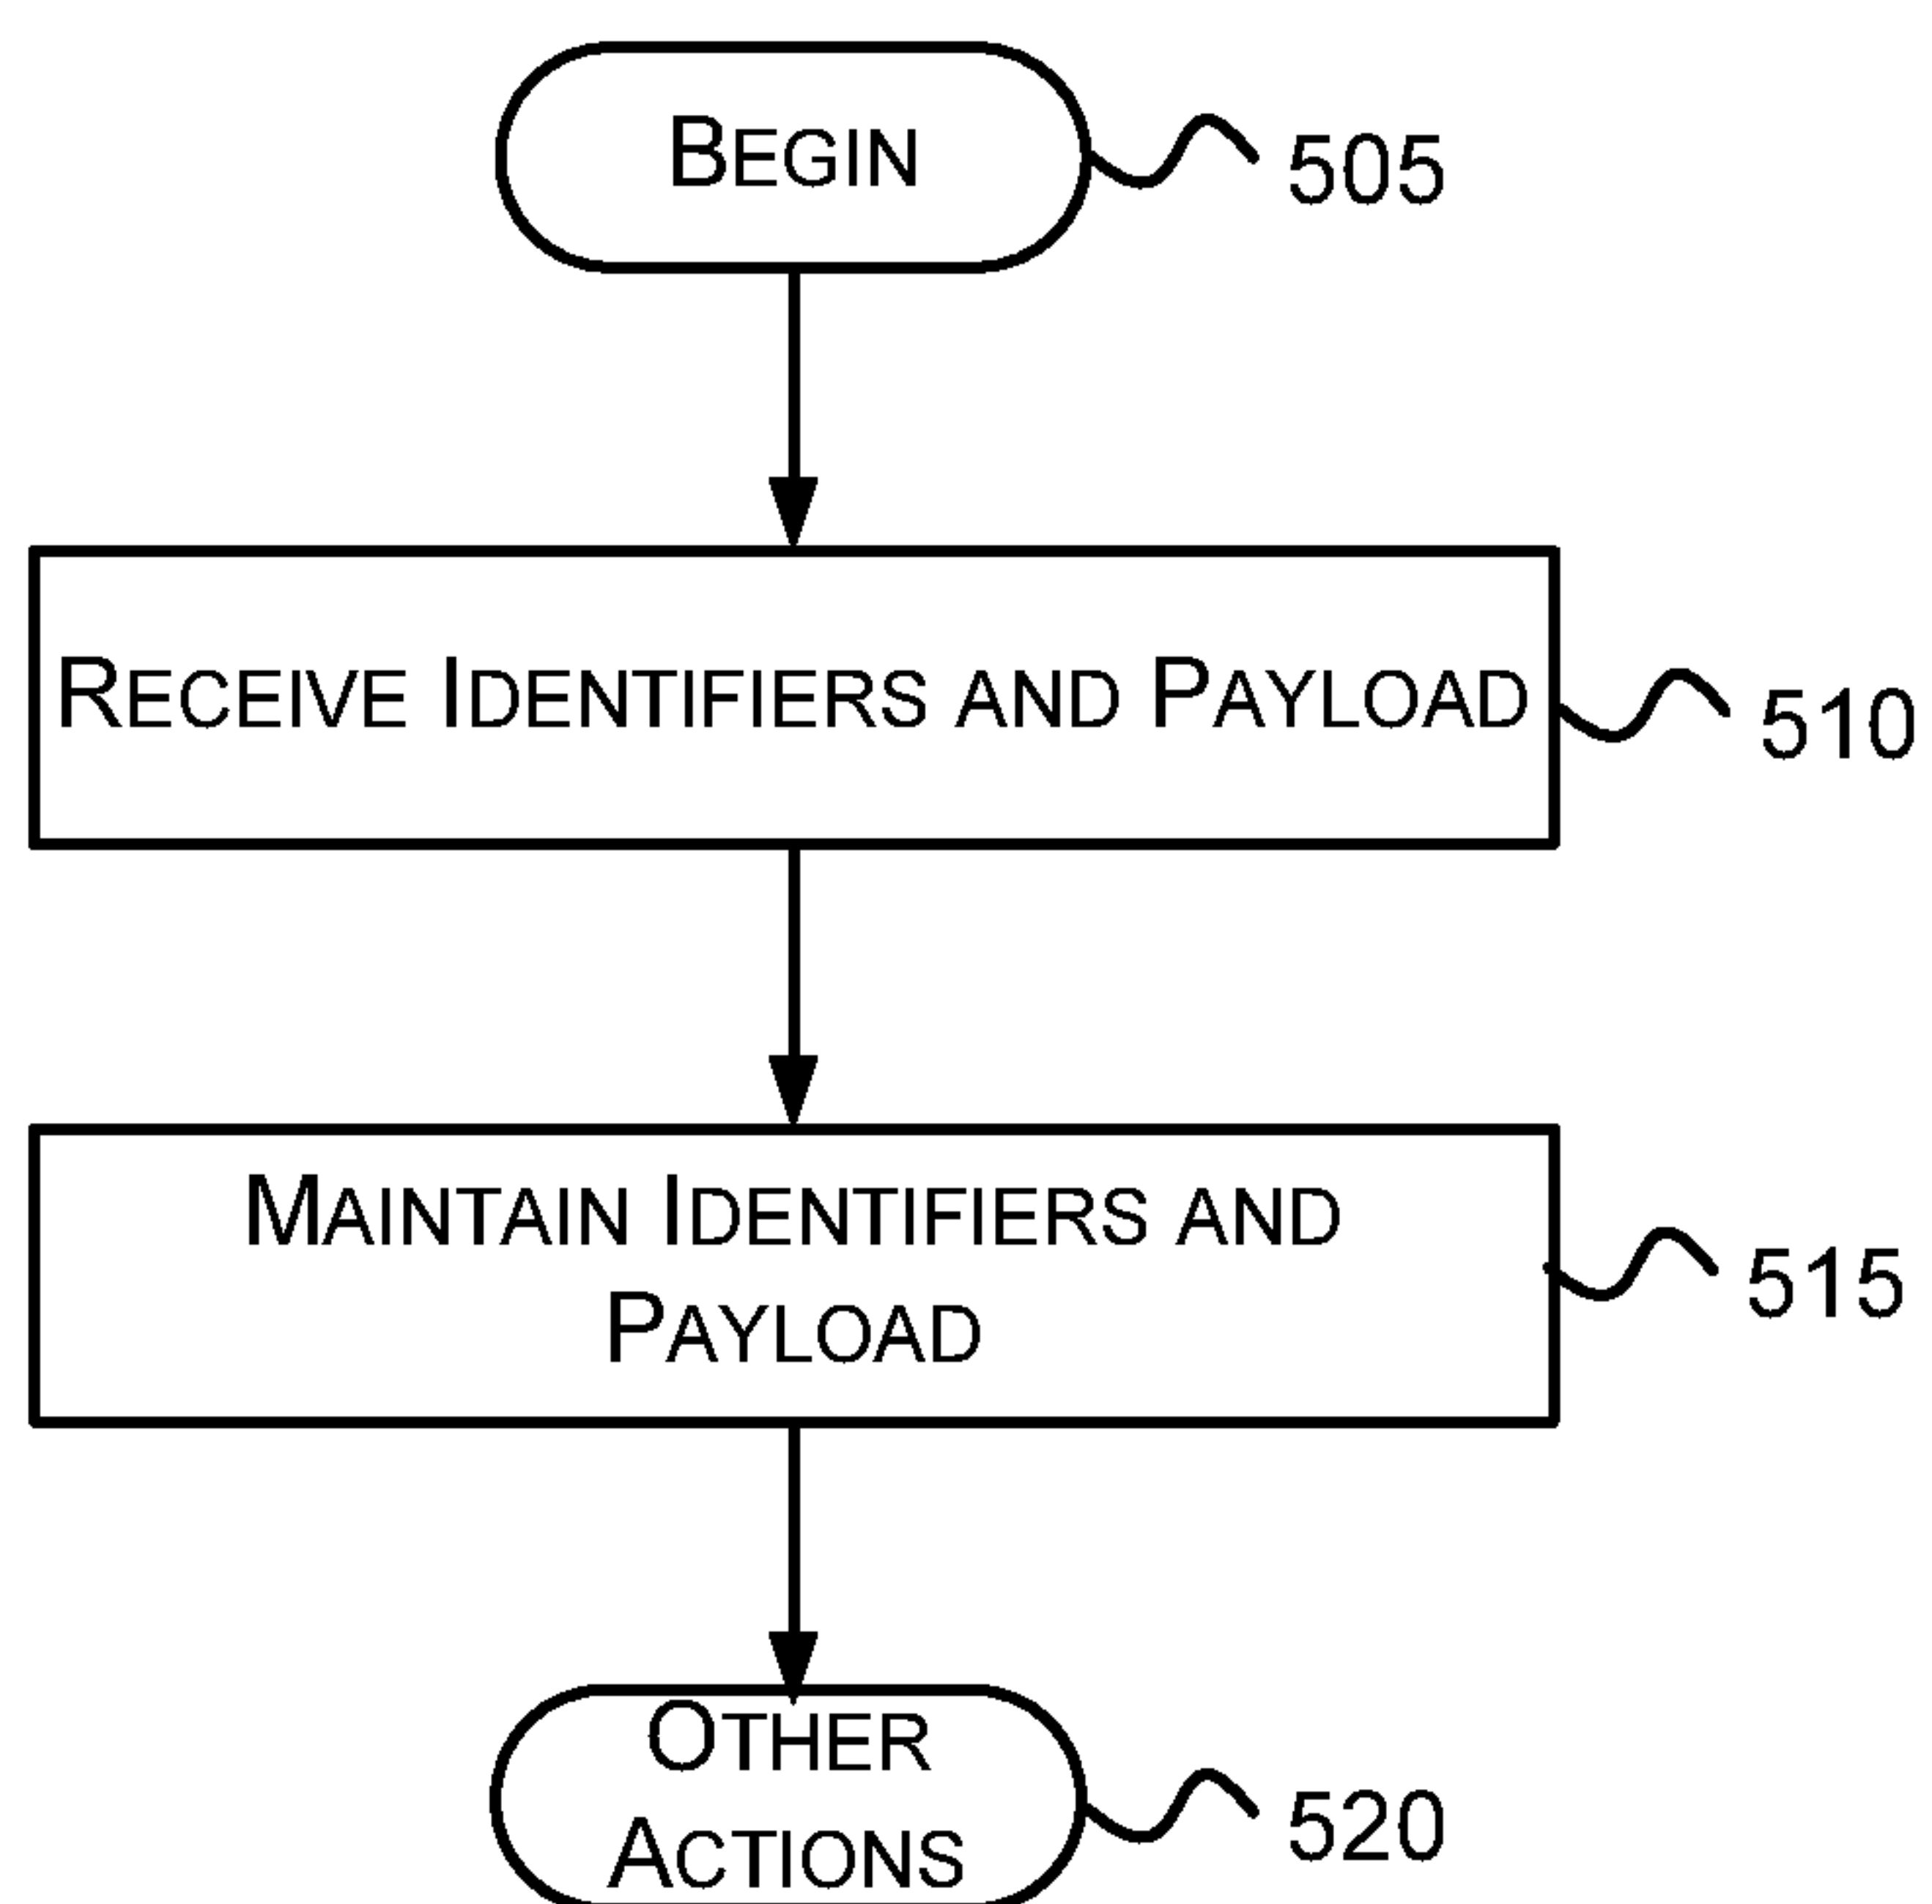 BEGIN
505
RECEIVE IDENTIFIERS AND PAYLOAD
510
MAINTAIN IDENTIFIERS AND
PAYLOAD
515
OTHER
ACTIONS
520